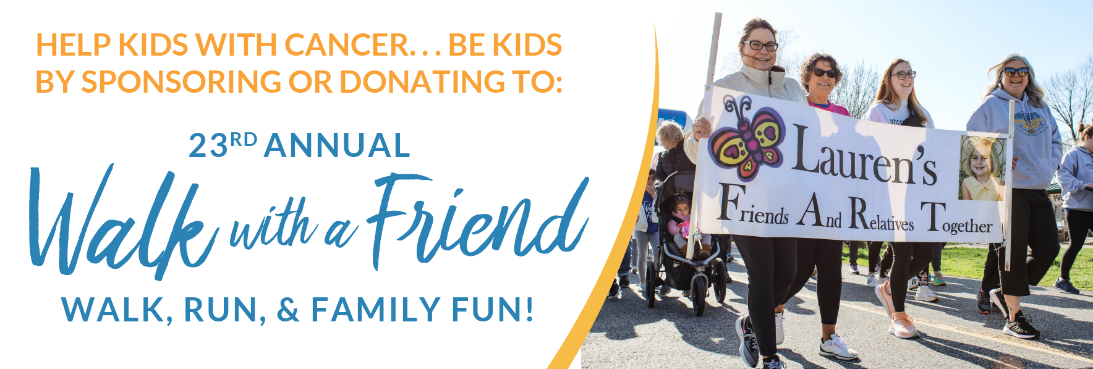 HELP KIDS WITH CANCER... BE KIDS
BY SPONSORING OR DONATING TO:
23RD ANNUAL
Walk with a Friend
WALK, RUN, & FAMILY FUN!
Lauren's
Friends And Relatives Together